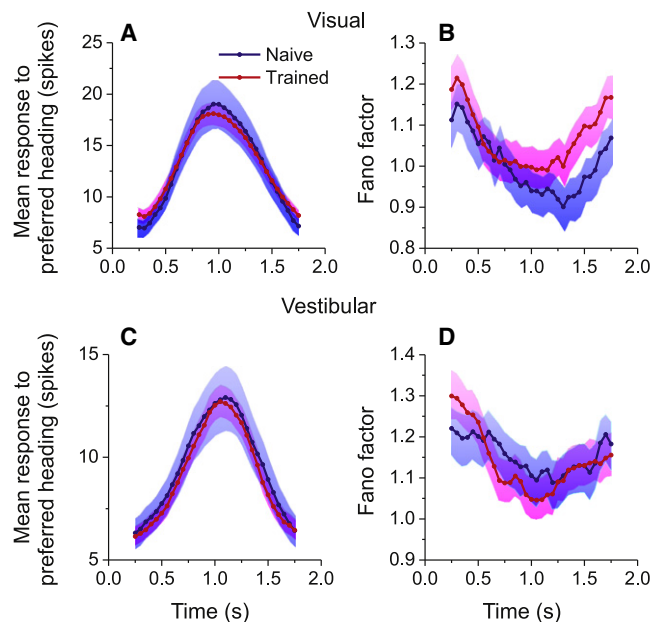 Visual
A
B
Naive
Trained
Mean response to
preferred heading (spikes)
25
20
15
10
5
0.0 0.5 1.0 1.5 2.0
Fano factor
1.3
1.2
1.1
1.0
0.9
0.8
0.0 0.5 1.0 1.5 2.0
Vestibular
C
D
Mean response to
preferred heading (spikes)
15
10
5
0.0 0.5 1.0 1.5 2.0
Time (s)
Fano factor
1.4
1.3
1.2
1.1
1.0
0.9
0.0 0.5 1.0 1.5 2.0
Time (s)